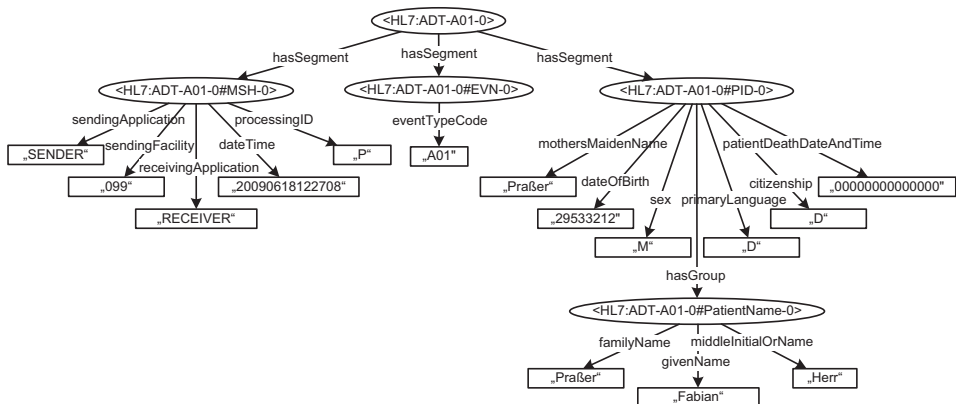 <HL7:ADT-A01-0>
hasSegment
hasSegment
hasSegment
<HL7:ADT-A01-0#MSH-0>
<HL7:ADT-A01-0#EVN-0>
<HL7:ADT-A01-0#PID-0>
sendingApplication
processingID
sendingFacility
dateTime
receivingApplication
eventTypeCode
mothersMaidenName
patientDeathDateAndTime
dateOfBirth
citizenship
sex
primaryLanguage
„SENDER“
„P“
„A01"
„099“
„20090618122708“
„Praßer“
„00000000000000"
„RECEIVER“
„29533212"
„D“
„M“
„D“
hasGroup
<HL7:ADT-A01-0#PatientName-0>
familyName
middleInitialOrName
givenName
„Praßer“
„Herr“
„Fabian“